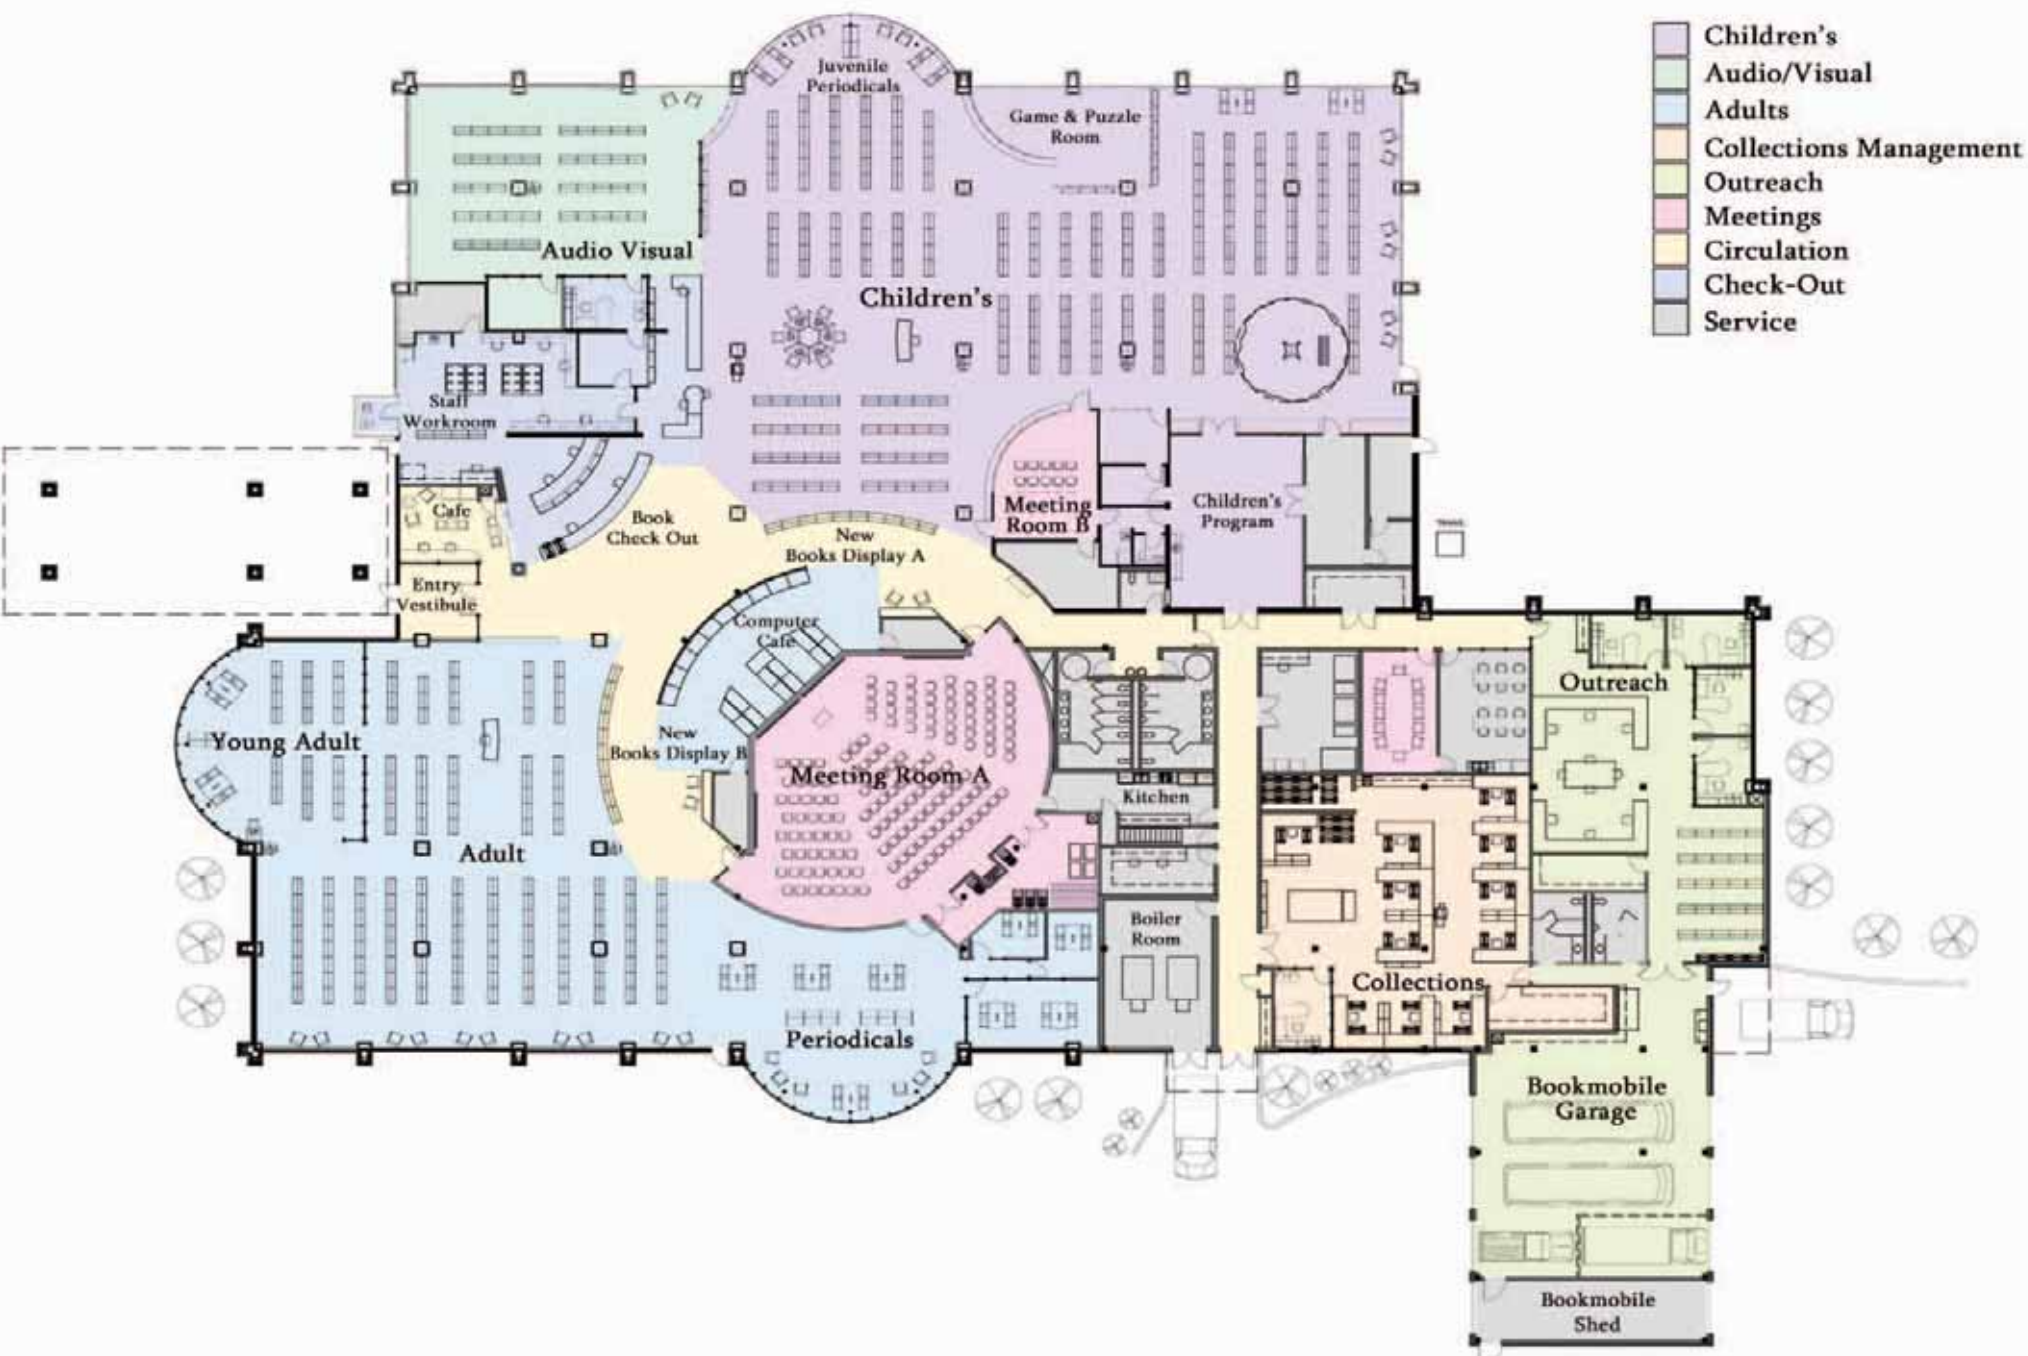 Children's
Audio/Visual
Adults
Collections Management
Outreach
Meetings
Circulation
Check-Out
Service
Juvenile
Periodicals
Game & Puzzle
Room
Audio Visual
Children's
Staff
Workroom
Cafe
Book
Check Out
Entry
Vestibule
New
Books Display A
Meeting
Room B
Children's
Program
Computer
Cafe
New
Books Display B
Young Adult
Adult
Meeting Room A
Kitchen
Outreach
Boiler
Room
Collections
Periodicals
Bookmobile
Garage
Bookmobile
Shed